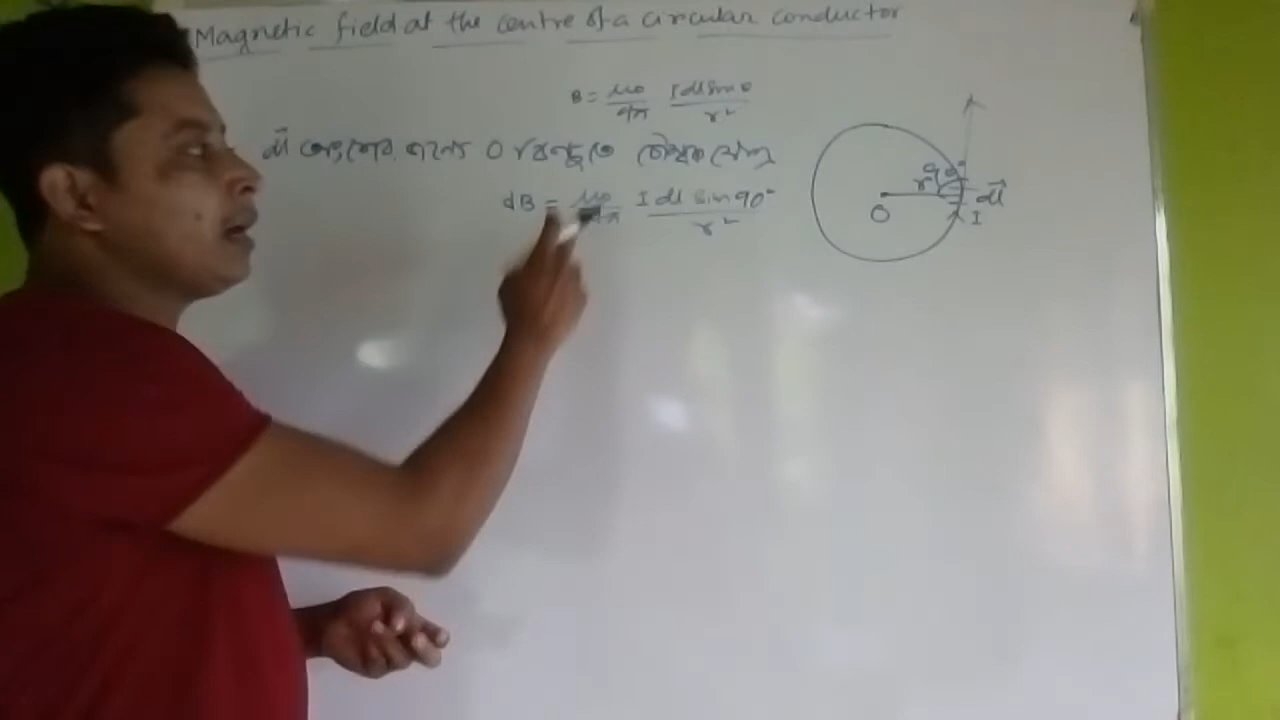 Magnetic field at the centre of a circular conductor
B = μ₀/4π Idl sinθ/r²
dl⃗ অংশের জন্যে O বিন্দুতে চৌম্বক ক্ষেত্র
dB = μ₀/4π I dl sin90°/r²
90°
r
dl⃗
O
I